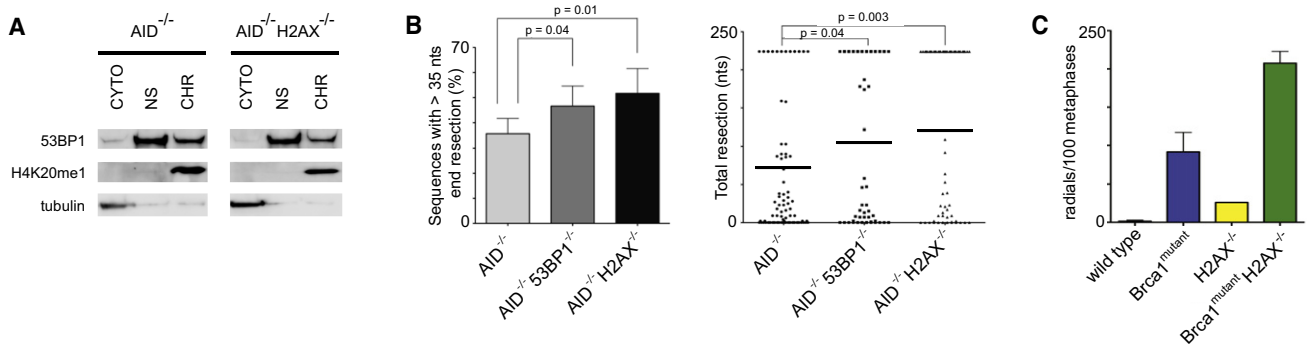 A
AID-/-
AID-/-H2AX-/-
CYTO
NS
CHR
CYTO
NS
CHR
53BP1
H4K20me1
tubulin
B
p = 0.01
p = 0.04
70
0
Sequences with > 35 nts
end resection (%)
AID-/-
AID-/-53BP1-/-
AID-/-H2AX-/-
p = 0.003
p = 0.04
250
0
Total resection (nts)
AID-/-
AID-/-53BP1-/-
AID-/-H2AX-/-
C
250
0
radials/100 metaphases
wild type
Brca1mutant
H2AX-/-
Brca1mutantH2AX-/-